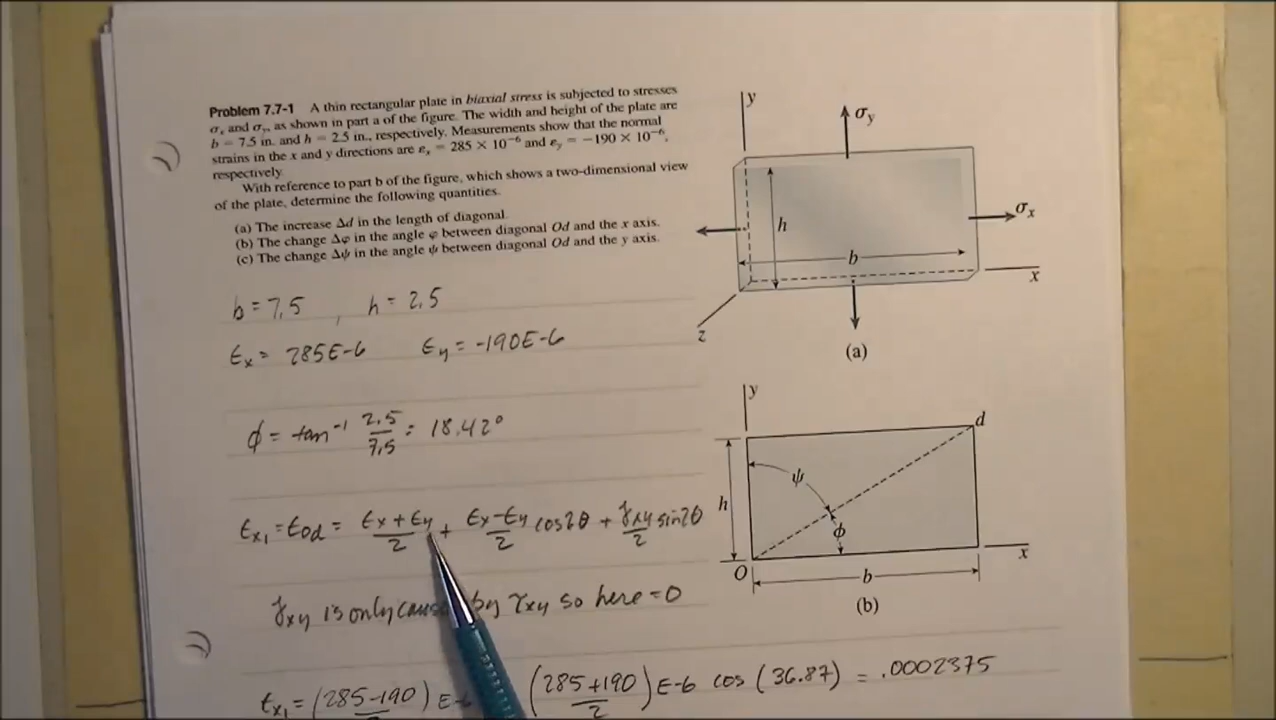 Problem 7.7-1 A thin rectangular plate in biaxial stress is subjected to stresses
σx and σy, as shown in part a of the figure. The width and height of the plate are
b = 7.5 in. and h = 2.5 in., respectively. Measurements show that the normal
strains in the x and y directions are εx = 285 × 10⁻⁶ and εy = −190 × 10⁻⁶,
respectively.
With reference to part b of the figure, which shows a two-dimensional view
of the plate, determine the following quantities.
(a) The increase Δd in the length of diagonal.
(b) The change Δφ in the angle φ between diagonal Od and the x axis.
(c) The change Δψ in the angle ψ between diagonal Od and the y axis.
y
σy
σx
h
b
x
z
(a)
b = 7.5 , h = 2.5
εx = 285E-6 εy = -190E-6
ϕ = tan⁻¹ 2.5/7.5 = 18.42°
y
d
ψ
h
ϕ
x
O
b
(b)
εx₁ = εOd = εx + εy/2 + εx - εy/2 cos2θ + γxy/2 sin2θ
γxy is only by τxy so here = 0
εx₁ = (285-190) (285+190/2) E-6 cos (36.87) = .0002375